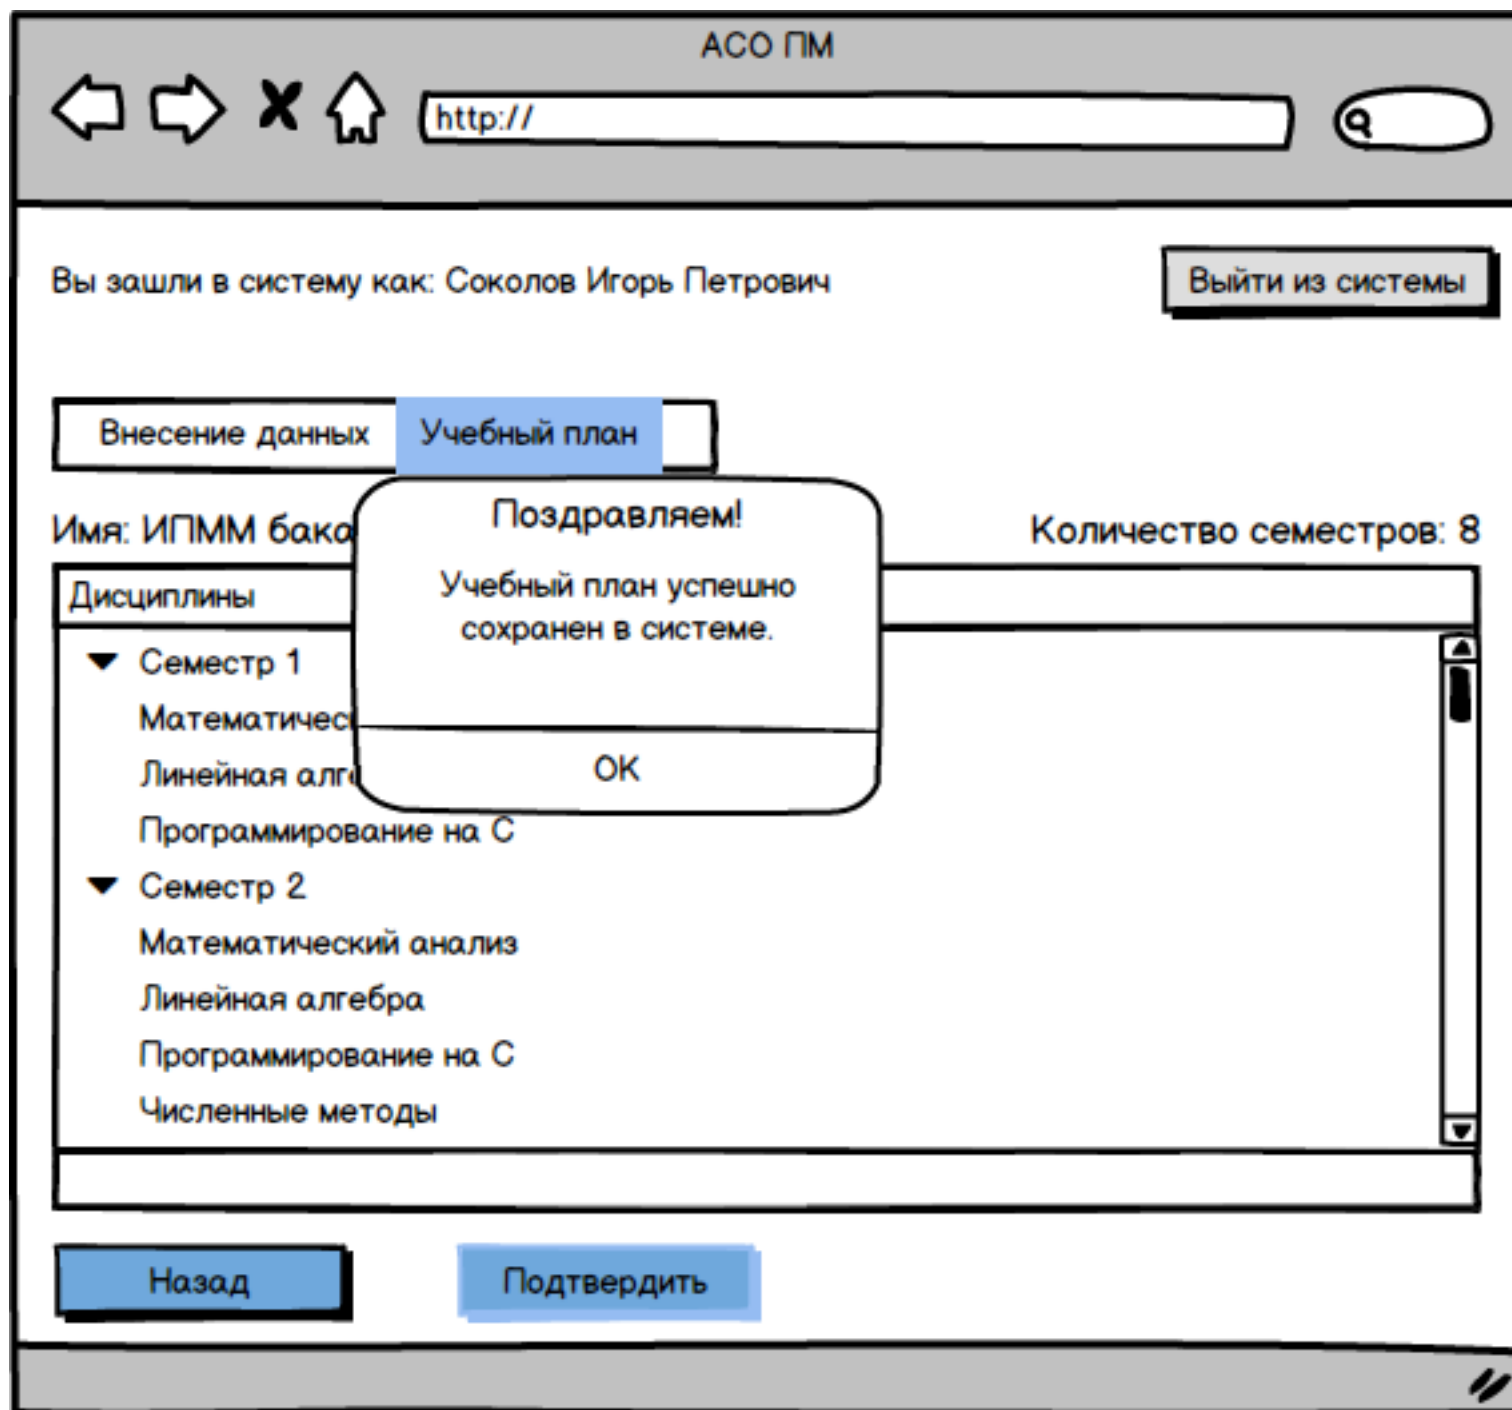 АСО ПМ
http://
Вы зашли в систему как: Соколов Игорь Петрович
Выйти из системы
Внесение данных
Учебный план
Имя: ИПММ
Количество семестров: 8
Поздравляем!
Учебный план успешно
сохранен в системе.
OK
Дисциплины
Семестр 1
Линейная
Программирование на С
Семестр 2
Математический анализ
Линейная алгебра
Программирование на С
Численные методы
Назад
Подтвердить